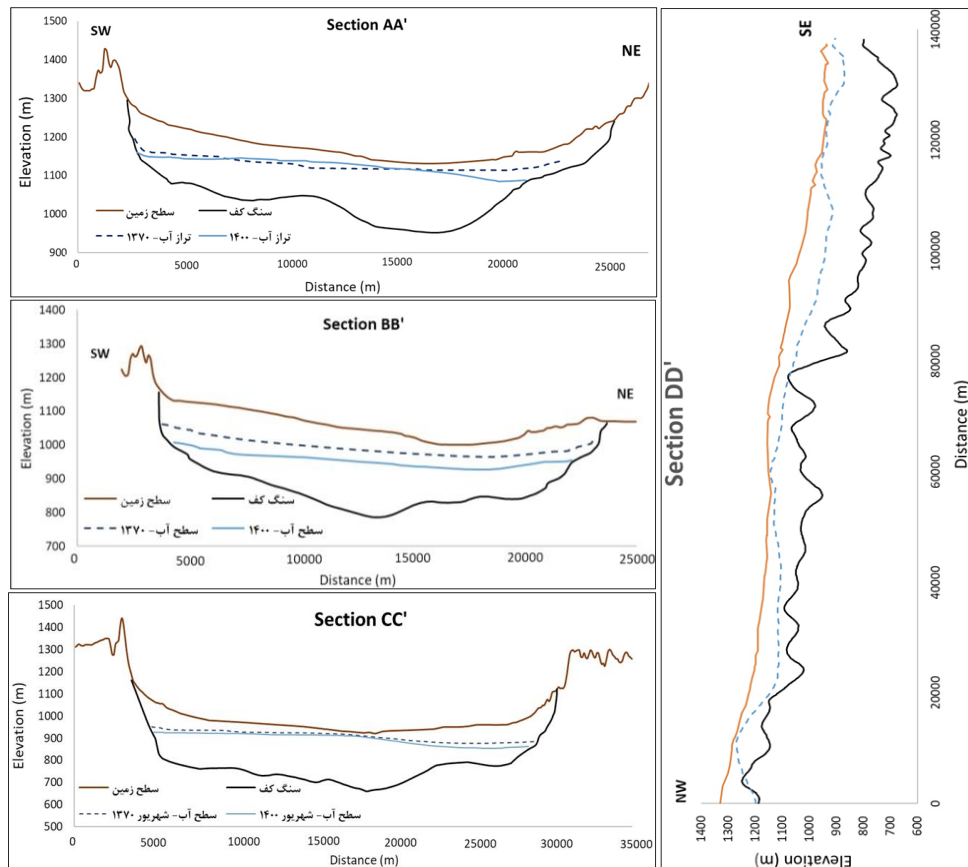 Section AA'
SW
NE
1500
1400
1300
1200
1100
1000
900
Elevation (m)
سطح زمین
سنگ کف
تراز آب- ۱۳۷۰
تراز آب- ۱۴۰۰
0
5000
10000
15000
20000
25000
Distance (m)
Section BB'
SW
NE
1400
1300
1200
1100
1000
900
800
700
Elevation (m)
سطح زمین
سنگ کف
سطح آب- ۱۳۷۰
سطح آب- ۱۴۰۰
5000
10000
15000
20000
25000
Distance (m)
Section CC'
1500
1400
1300
1200
1100
1000
900
800
700
600
500
Elevation (m)
سطح زمین
سنگ کف
سطح آب- شهریور ۱۳۷۰
سطح آب- شهریور ۱۴۰۰
0
5000
10000
15000
20000
25000
30000
35000
Distance (m)
Section DD'
NW
SE
1400
1300
1200
1100
1000
900
800
700
600
Elevation (m)
0
20000
40000
60000
80000
100000
120000
140000
Distance (m)